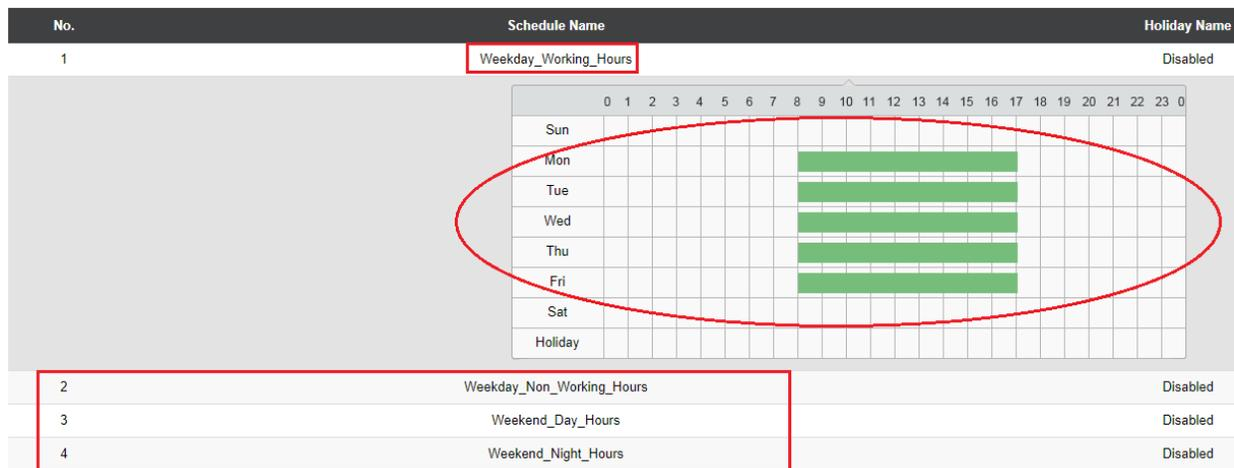 No. Schedule Name Holiday Name
1 Weekday_Working_Hours Disabled
0 1 2 3 4 5 6 7 8 9 10 11 12 13 14 15 16 17 18 19 20 21 22 23 0
Sun
Mon
Tue
Wed
Thu
Fri
Sat
Holiday
2 Weekday_Non_Working_Hours Disabled
3 Weekend_Day_Hours Disabled
4 Weekend_Night_Hours Disabled